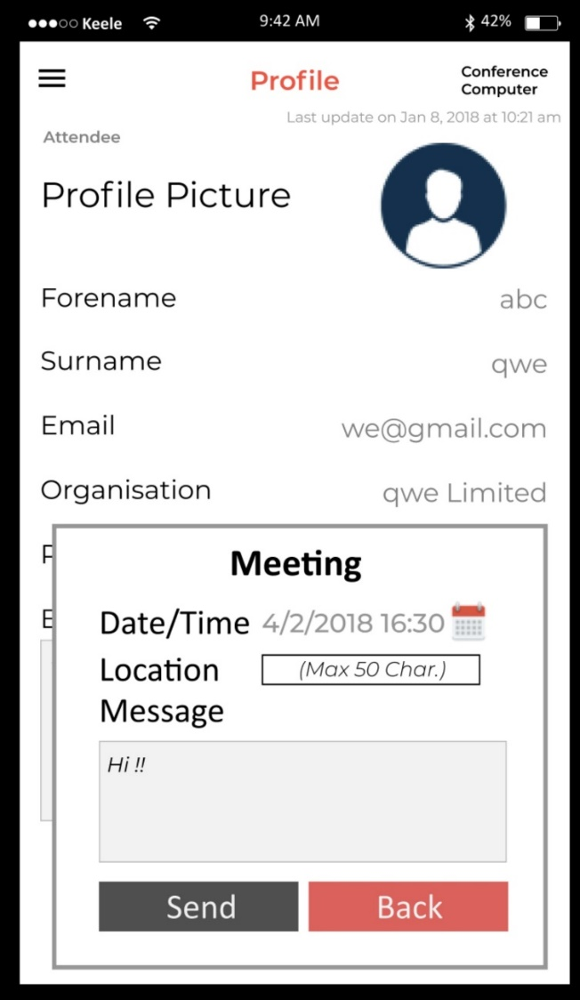 Keele 9:42 AM 42%
Profile
Conference
Computer
Last update on Jan 8, 2018 at 10:21 am
Attendee
Profile Picture
Forename abc
Surname qwe
Email we@gmail.com
Organisation qwe Limited
Meeting
Date/Time 4/2/2018 16:30
Location (Max 50 Char.)
Message
Hi !!
Send Back